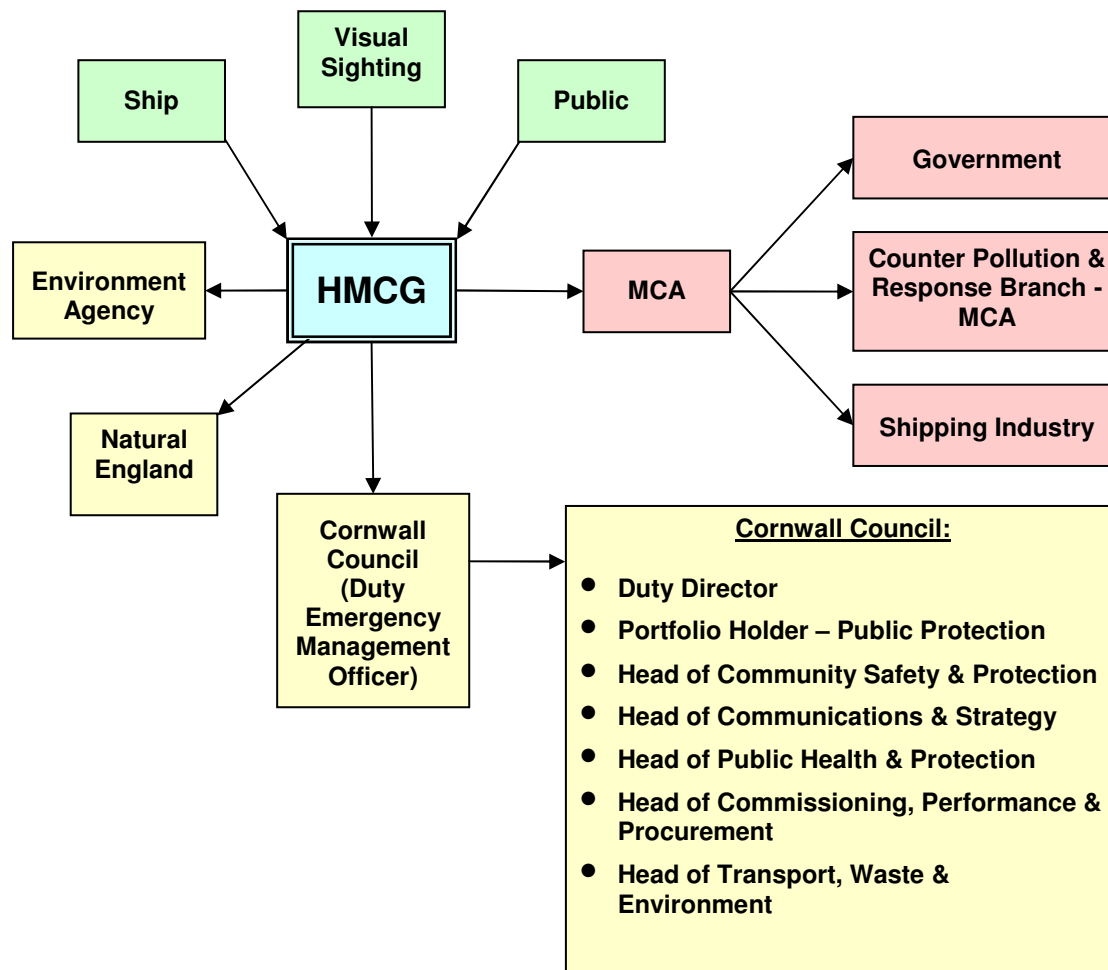 Visual
Sighting
Ship
Public
Government
Environment
Agency
HMCG
MCA
Counter Pollution &
Response Branch -
MCA
Shipping Industry
Natural
England
Cornwall
Council
(Duty
Emergency
Management
Officer)
Cornwall Council:
• Duty Director
• Portfolio Holder – Public Protection
• Head of Community Safety & Protection
• Head of Communications & Strategy
• Head of Public Health & Protection
• Head of Commissioning, Performance &
Procurement
• Head of Transport, Waste &
Environment